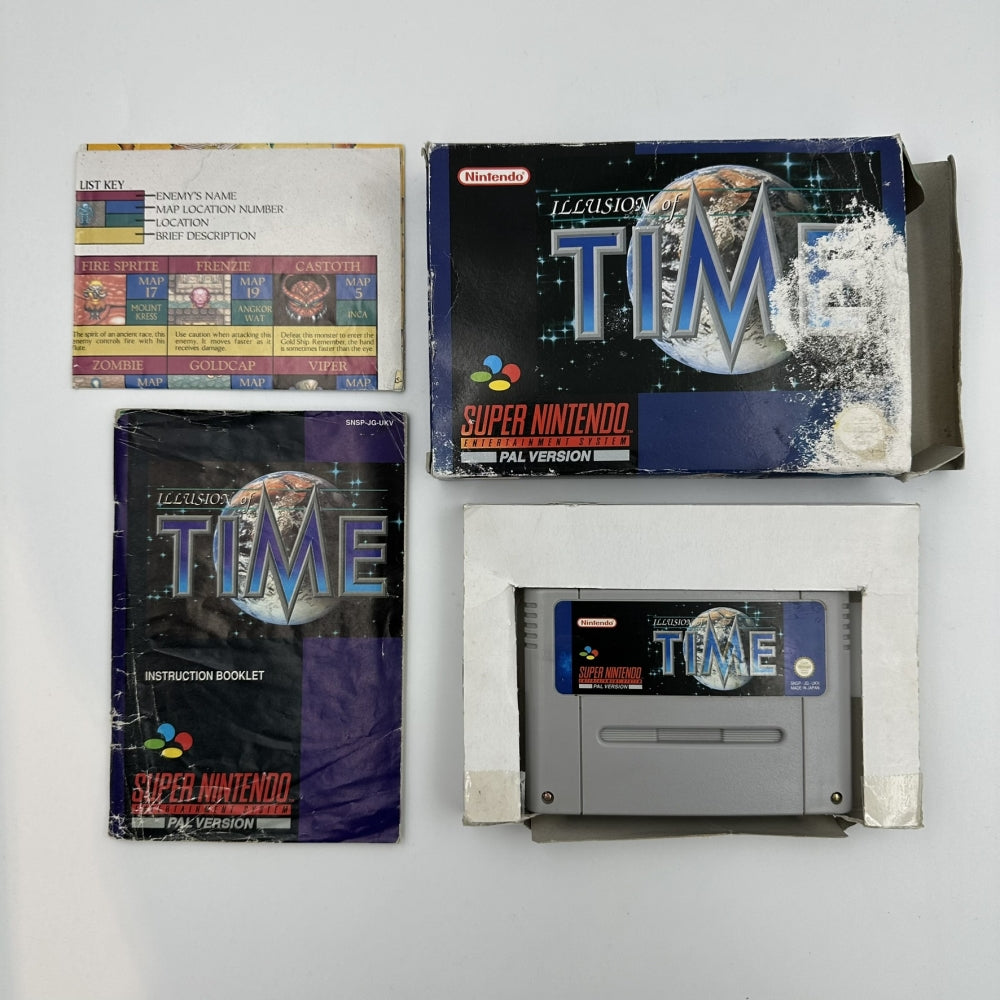 LIST KEY
ENEMY'S NAME
MAP LOCATION NUMBER
LOCATION
BRIEF DESCRIPTION
FIRE SPRITE
MAP
17
MOUNT
KRESS
The spirit of an ancient race, this
enemy controls fire with his
flute.
FRENZIE
MAP
19
ANGKOR
WAT
Use caution when attacking this
enemy. It moves faster as it
receives damage.
CASTOTH
MAP
5
INCA
Defeat this monster to enter the
Gold Ship. Remember, the hand
is sometimes faster than the eye.
ZOMBIE
MAP
GOLDCAP
MAP
VIPER
MAP
Nintendo
ILLUSION of
TIME
SUPER NINTENDO
ENTERTAINMENT SYSTEM
PAL VERSION
SNSP-JG-UKV
ILLUSION of
TIME
INSTRUCTION BOOKLET
SUPER NINTENDO
ENTERTAINMENT SYSTEM
PAL VERSION
Nintendo
ILLUSION of
TIME
SUPER NINTENDO
ENTERTAINMENT SYSTEM
PAL VERSION
SNSP-JG-UKV
MADE IN JAPAN